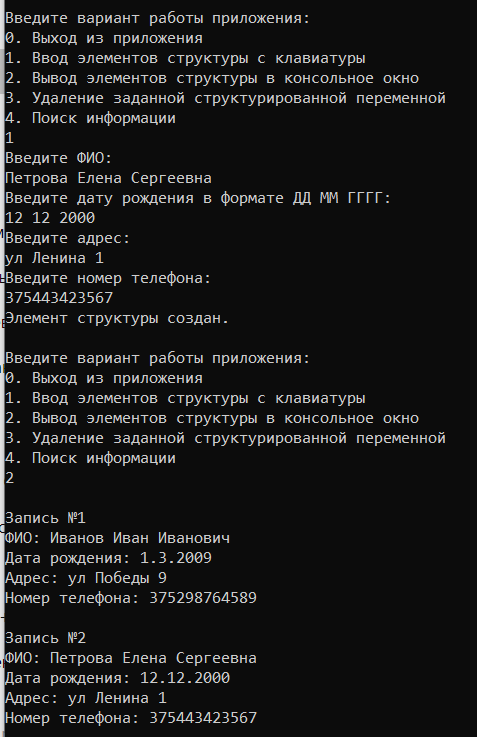 Введите вариант работы приложения:
0. Выход из приложения
1. Ввод элементов структуры с клавиатуры
2. Вывод элементов структуры в консольное окно
3. Удаление заданной структурированной переменной
4. Поиск информации
1
Введите ФИО:
Петрова Елена Сергеевна
Введите дату рождения в формате ДД ММ ГГГГ:
12 12 2000
Введите адрес:
ул Ленина 1
Введите номер телефона:
375443423567
Элемент структуры создан.
Введите вариант работы приложения:
0. Выход из приложения
1. Ввод элементов структуры с клавиатуры
2. Вывод элементов структуры в консольное окно
3. Удаление заданной структурированной переменной
4. Поиск информации
2
Запись №1
ФИО: Иванов Иван Иванович
Дата рождения: 1.3.2009
Адрес: ул Победы 9
Номер телефона: 375298764589
Запись №2
ФИО: Петрова Елена Сергеевна
Дата рождения: 12.12.2000
Адрес: ул Ленина 1
Номер телефона: 375443423567